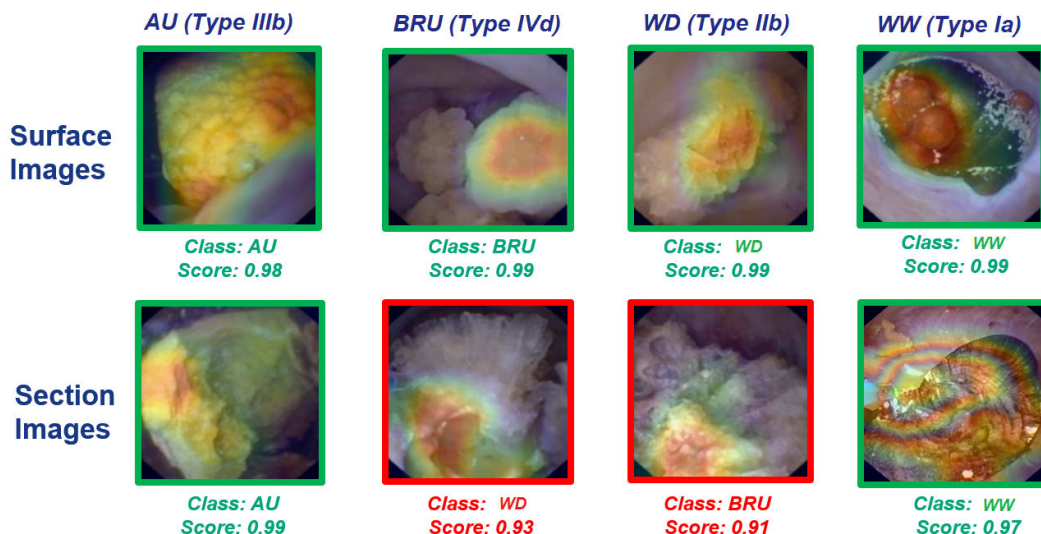 AU (Type IIIb) BRU (Type IVd) WD (Type IIb) WW (Type Ia)
Surface
Images
Class: AU Class: BRU Class: WD Class: WW
Score: 0.98 Score: 0.99 Score: 0.99 Score: 0.99
Section
Images
Class: AU Class: WD Class: BRU Class: WW
Score: 0.99 Score: 0.93 Score: 0.91 Score: 0.97